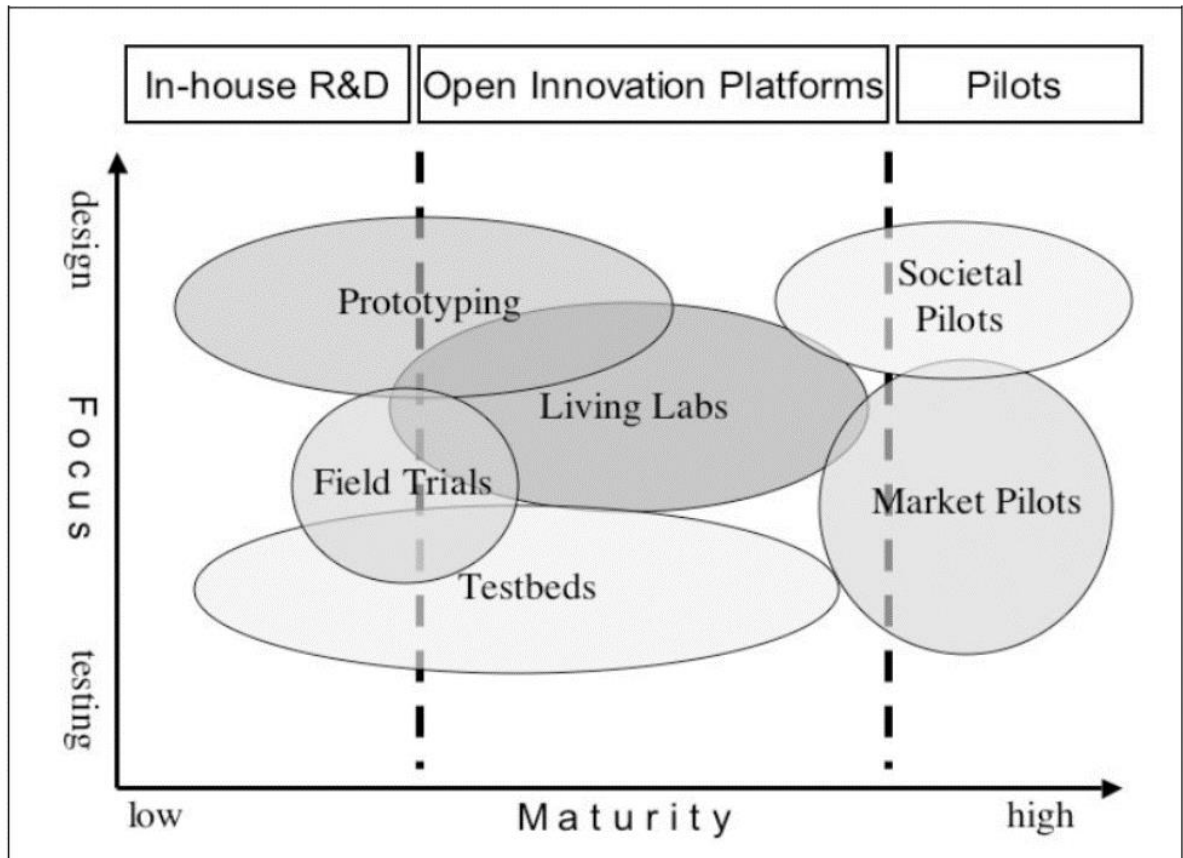 In-house R&D
Open Innovation Platforms
Pilots
design
Focus
testing
Prototyping
Societal
Pilots
Living Labs
Field Trials
Market Pilots
Testbeds
low
Maturity
high